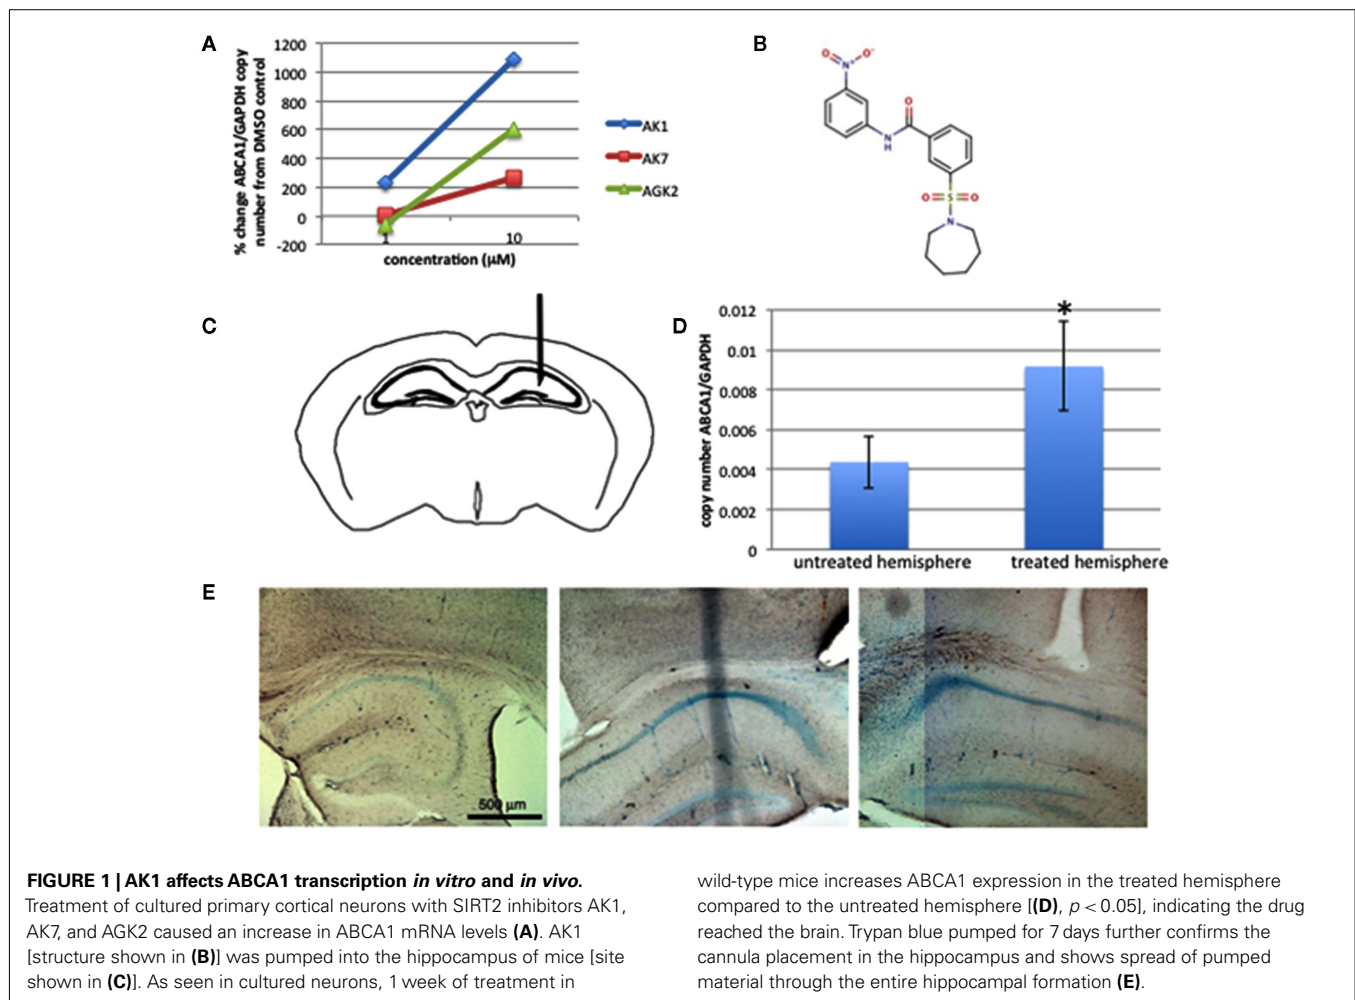 A
% change ABCA1/GAPDH copy
number from DMSO control
1200
1000
800
600
400
200
0
-200
1
10
concentration (µM)
AK1
AK7
AGK2
B
O
N+
O-
O
N
H
O
S
O
N
C
D
copy number ABCA1/GAPDH
0.012
0.01
0.008
0.006
0.004
0.002
0
*
untreated hemisphere
treated hemisphere
E
500 µm
FIGURE 1 | AK1 affects ABCA1 transcription in vitro and in vivo.
Treatment of cultured primary cortical neurons with SIRT2 inhibitors AK1,
AK7, and AGK2 caused an increase in ABCA1 mRNA levels (A). AK1
[structure shown in (B)] was pumped into the hippocampus of mice [site
shown in (C)]. As seen in cultured neurons, 1 week of treatment in
wild-type mice increases ABCA1 expression in the treated hemisphere
compared to the untreated hemisphere [(D), p < 0.05], indicating the drug
reached the brain. Trypan blue pumped for 7 days further confirms the
cannula placement in the hippocampus and shows spread of pumped
material through the entire hippocampal formation (E).